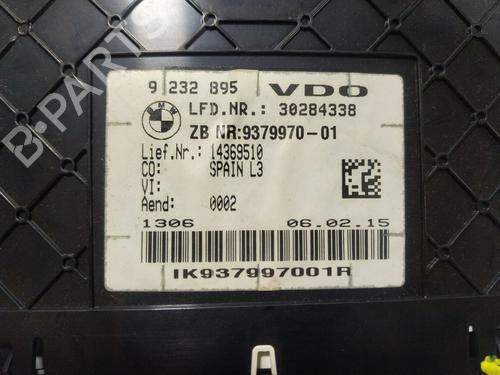 B-PARTS
9 232 895 VDO
BMW
LFD.NR.: 30284338
ZB NR:9379970-01
Lief.Nr.: 14369510
CO: SPAIN L3
VI:
Aend: 0002
1306 06.02.15
IK937997001R